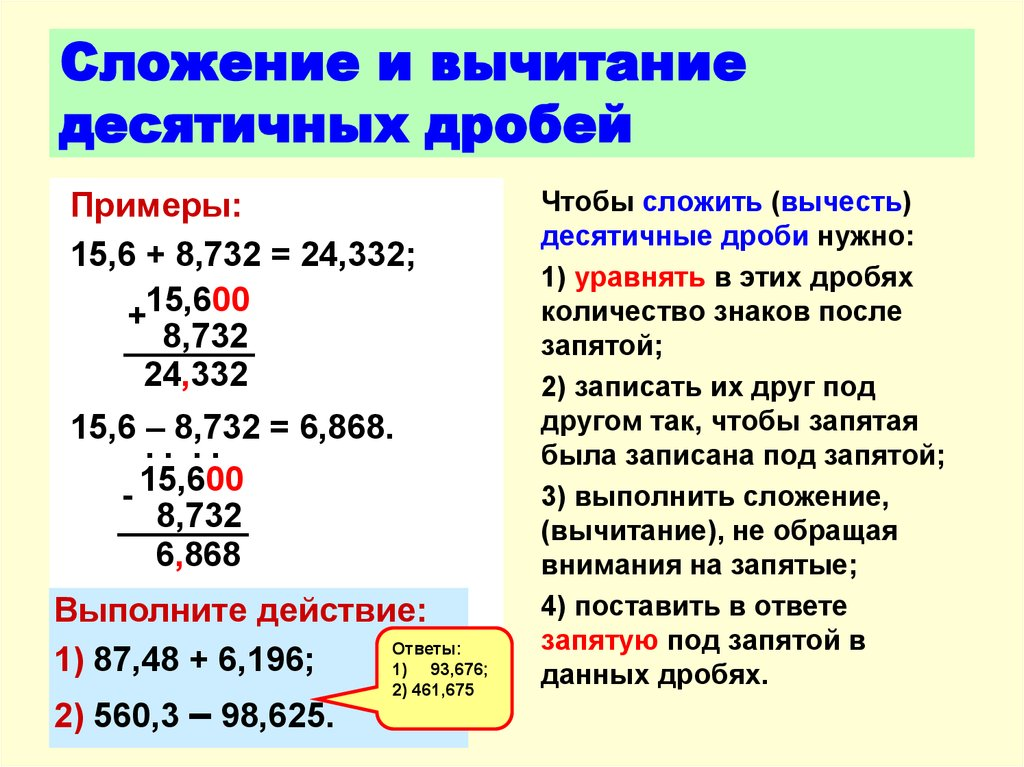 Сложение и вычитание
десятичных дробей
Примеры:
15,6 + 8,732 = 24,332;
+15,600
8,732
24,332
15,6 – 8,732 = 6,868.
. . . .
- 15,600
8,732
6,868
Выполните действие:
1) 87,48 + 6,196;
2) 560,3 – 98,625.
Ответы:
1) 93,676;
2) 461,675
Чтобы сложить (вычесть)
десятичные дроби нужно:
1) уравнять в этих дробях
количество знаков после
запятой;
2) записать их друг под
другом так, чтобы запятая
была записана под запятой;
3) выполнить сложение,
(вычитание), не обращая
внимания на запятые;
4) поставить в ответе
запятую под запятой в
данных дробях.